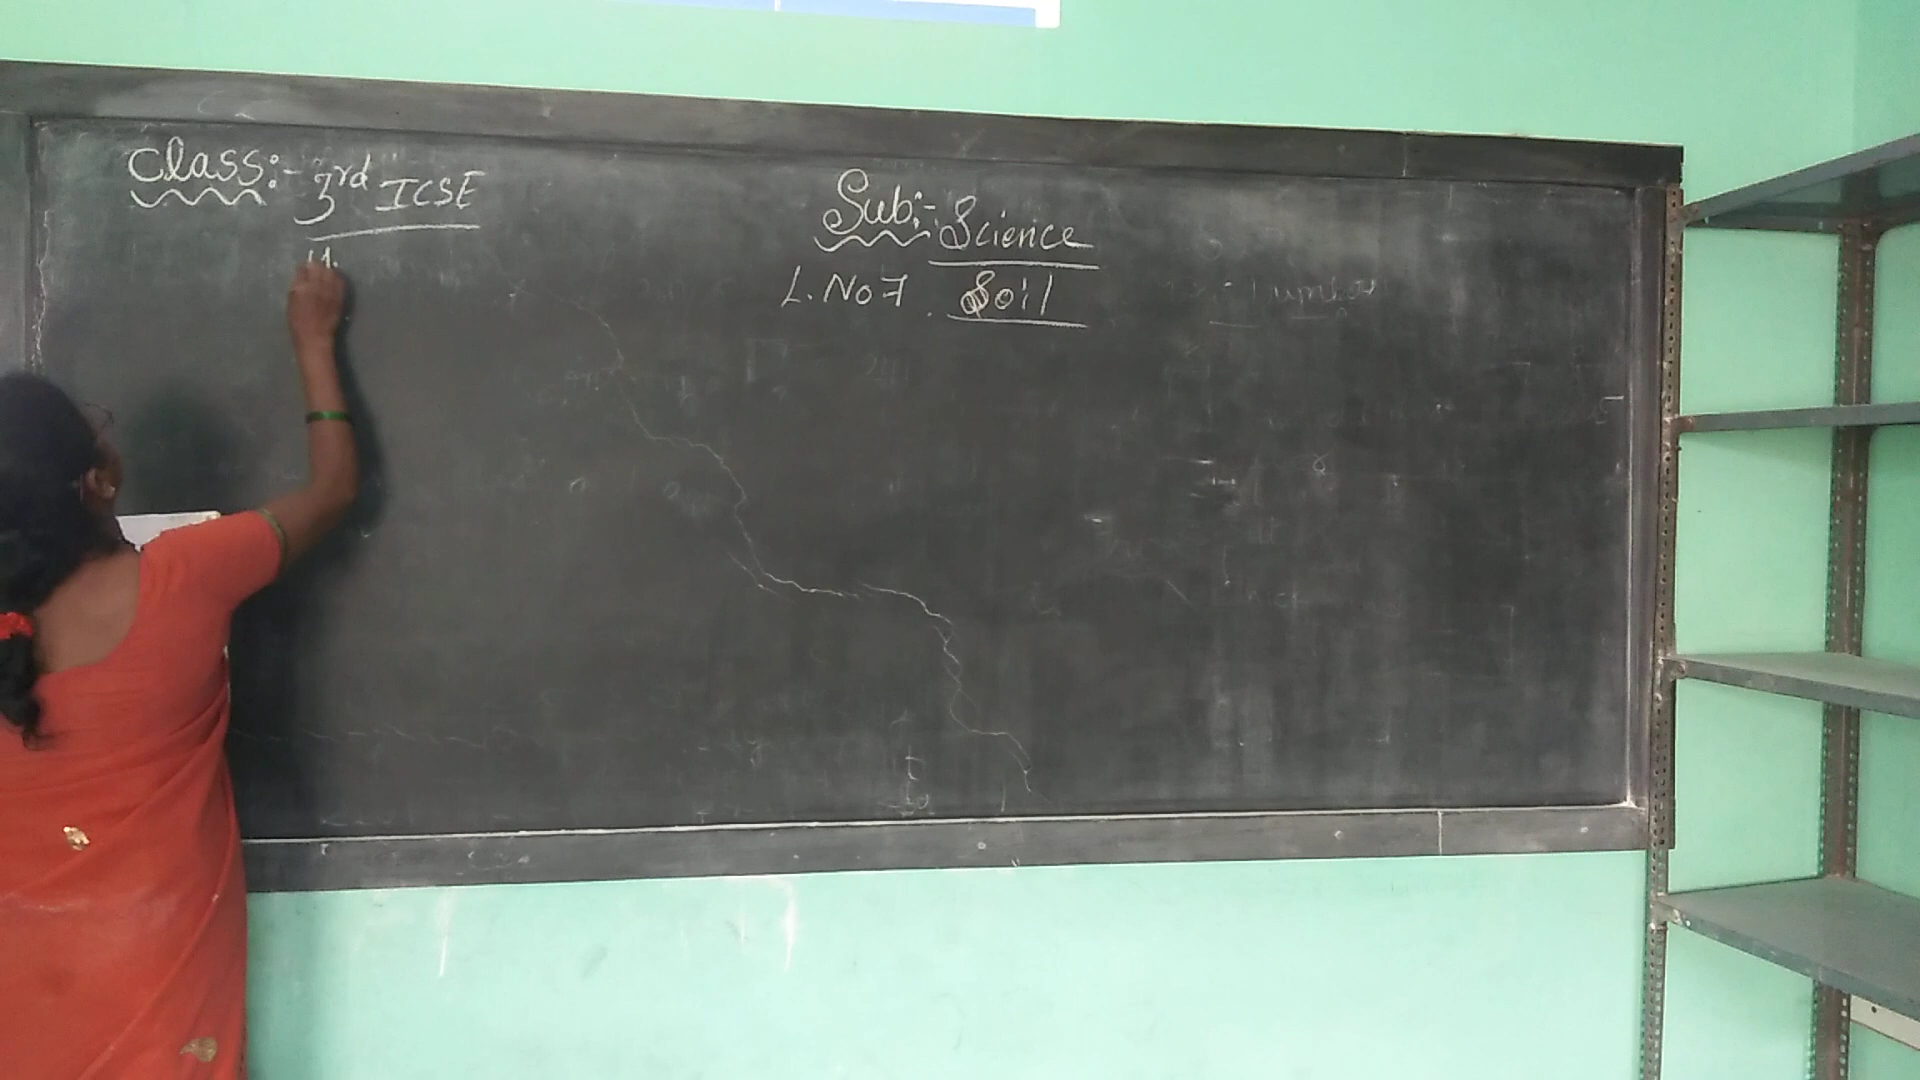 Class:- 3rd ICSE
Sub:- Science
L.No 7. Soil